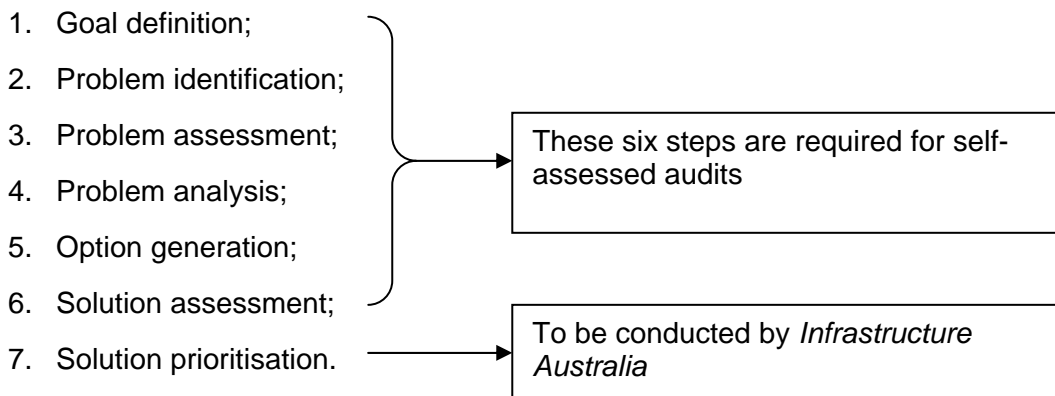 1. Goal definition;
2. Problem identification;
3. Problem assessment;
4. Problem analysis;
5. Option generation;
6. Solution assessment;
7. Solution prioritisation.
These six steps are required for self-
assessed audits
To be conducted by Infrastructure
Australia